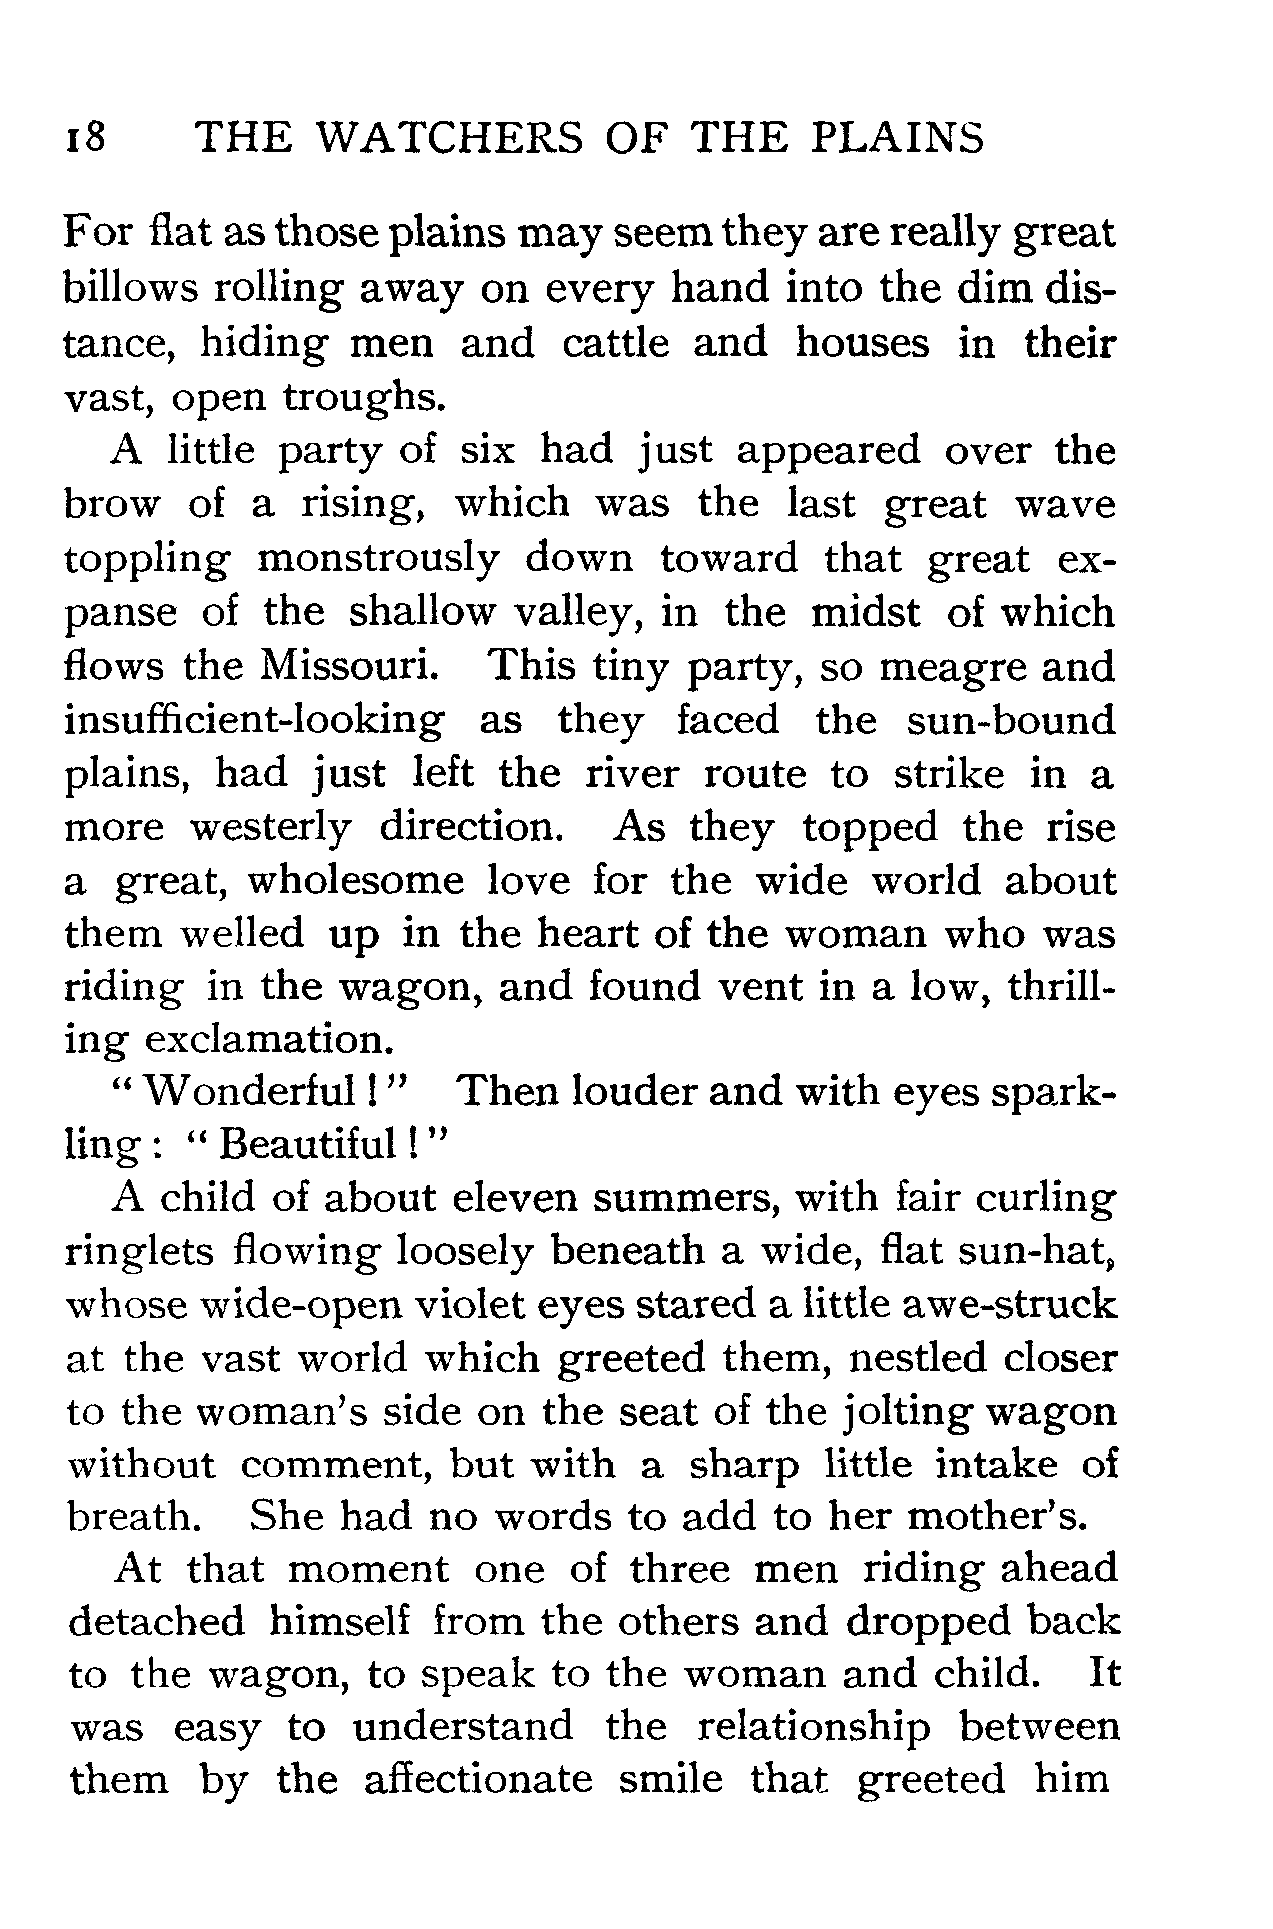 18 THE WATCHERS OF THE PLAINS
For flat as those plains may seem they are really great
billows rolling away on every hand into the dim dis-
tance, hiding men and cattle and houses in their
vast, open troughs.
A little party of six had just appeared over the
brow of a rising, which was the last great wave
toppling monstrously down toward that great ex-
panse of the shallow valley, in the midst of which
flows the Missouri. This tiny party, so meagre and
insufficient-looking as they faced the sun-bound
plains, had just left the river route to strike in a
more westerly direction. As they topped the rise
a great, wholesome love for the wide world about
them welled up in the heart of the woman who was
riding in the wagon, and found vent in a low, thrill-
ing exclamation.
“ Wonderful ! ” Then louder and with eyes spark-
ling : “ Beautiful ! ”
A child of about eleven summers, with fair curling
ringlets flowing loosely beneath a wide, flat sun-hat,
whose wide-open violet eyes stared a little awe-struck
at the vast world which greeted them, nestled closer
to the woman’s side on the seat of the jolting wagon
without comment, but with a sharp little intake of
breath. She had no words to add to her mother’s.
At that moment one of three men riding ahead
detached himself from the others and dropped back
to the wagon, to speak to the woman and child. It
was easy to understand the relationship between
them by the affectionate smile that greeted him